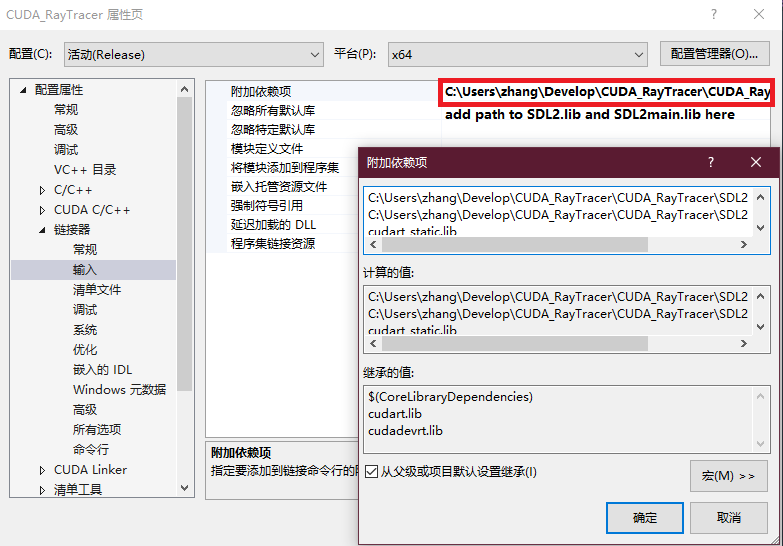 CUDA_RayTracer 属性页
配置(C):
活动(Release)
平台(P):
x64
配置管理器(O)...
配置属性
常规
高级
调试
VC++ 目录
C/C++
CUDA C/C++
链接器
常规
输入
清单文件
调试
系统
优化
嵌入的 IDL
Windows 元数据
高级
所有选项
命令行
CUDA Linker
清单工具
附加依赖项
C:\Users\zhang\Develop\CUDA_RayTracer\CUDA_Ray
忽略所有默认库
add path to SDL2.lib and SDL2main.lib here
忽略特定默认库
模块定义文件
将模块添加到程序集
嵌入托管资源文件
强制符号引用
延迟加载的 DLL
程序集链接资源
附加依赖项
指定要添加到链接命令行的
附加依赖项
C:\Users\zhang\Develop\CUDA_RayTracer\CUDA_RayTracer\SDL2
C:\Users\zhang\Develop\CUDA_RayTracer\CUDA_RayTracer\SDL2
cudart_static.lib
计算的值:
C:\Users\zhang\Develop\CUDA_RayTracer\CUDA_RayTracer\SDL2
C:\Users\zhang\Develop\CUDA_RayTracer\CUDA_RayTracer\SDL2
cudart_static.lib
继承的值:
$(CoreLibraryDependencies)
cudart.lib
cudadevrt.lib
从父级或项目默认设置继承(I)
宏(M) >>
确定
取消